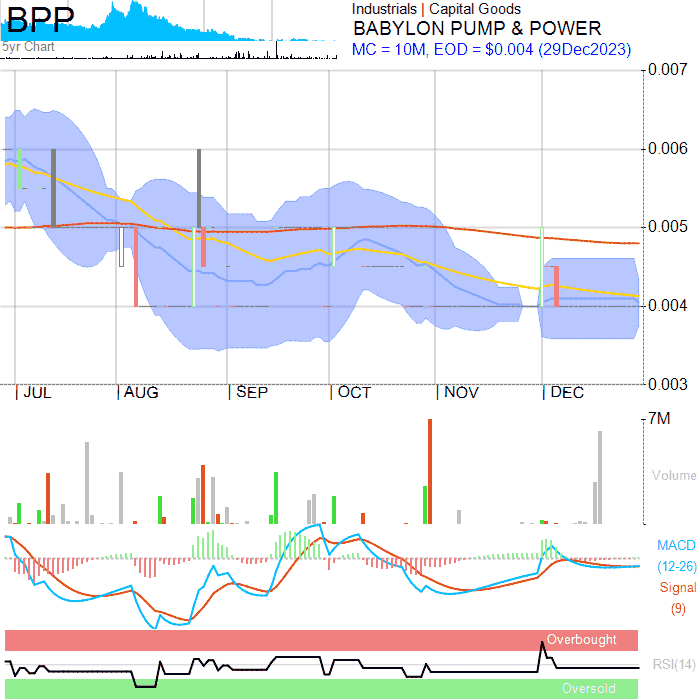 BPP
5yr Chart
Industrials | Capital Goods
BABYLON PUMP & POWER
MC = 10M, EOD = $0.004 (29Dec2023)
0.007
0.006
0.005
0.004
0.003
JUL AUG SEP OCT NOV DEC
7M
Volume
MACD
(12-26)
Signal
(9)
Overbought
RSI(14)
Oversold